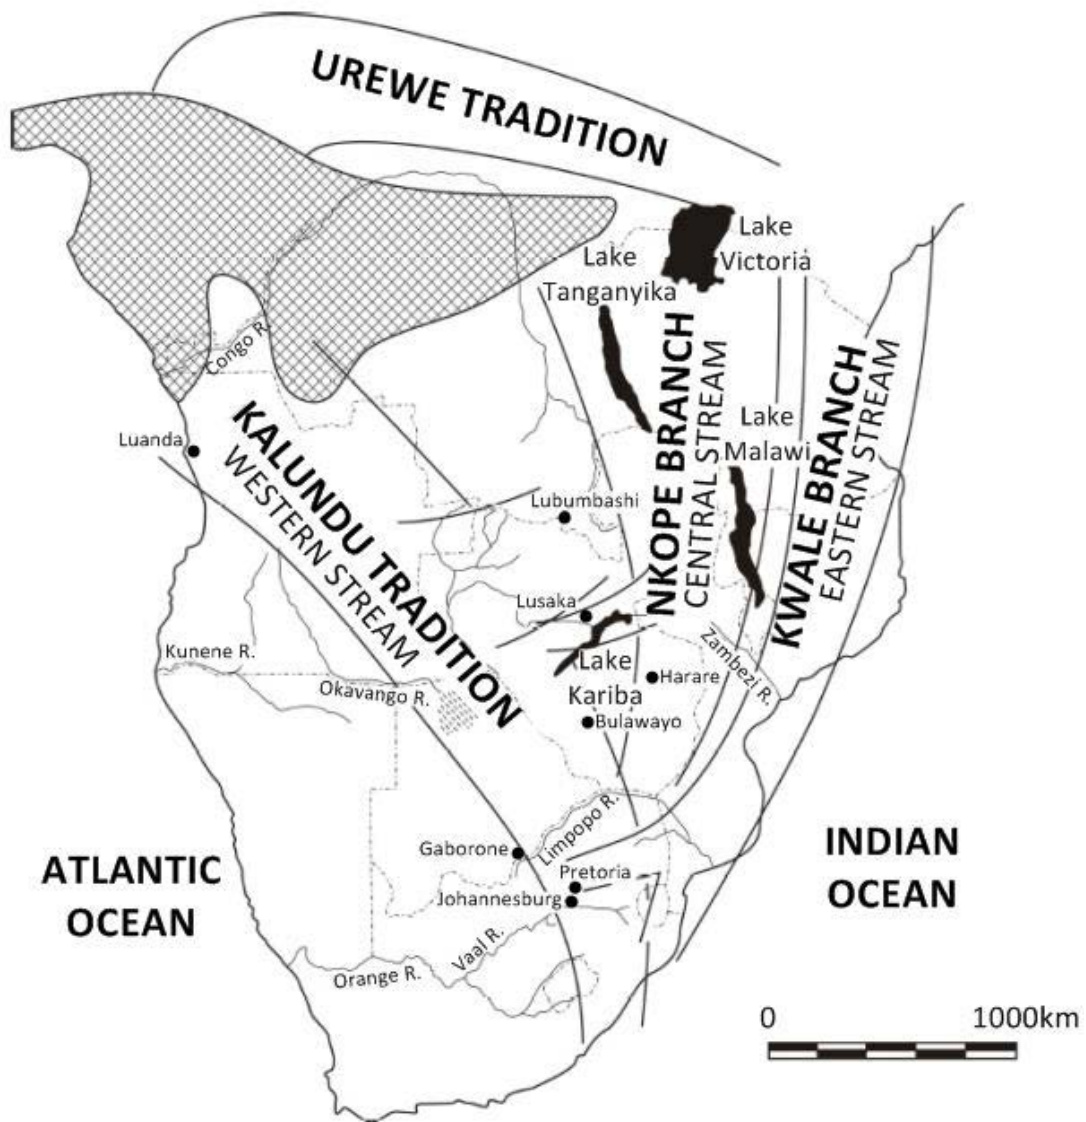 UREWE TRADITION
Lake
Victoria
Lake
Tanganyika
Congo R.
NKOPE BRANCH
CENTRAL STREAM
KWALE BRANCH
EASTERN STREAM
Lake
Malawi
KALUNDU TRADITION
WESTERN STREAM
Luanda
Lubumbashi
Lusaka
Kunene R.
Okavango R.
Lake
Kariba
Harare
Zambezi R.
Bulawayo
Limpopo R.
Gaborone
Pretoria
Johannesburg
Vaal R.
Orange R.
ATLANTIC
OCEAN
INDIAN
OCEAN
0 1000km